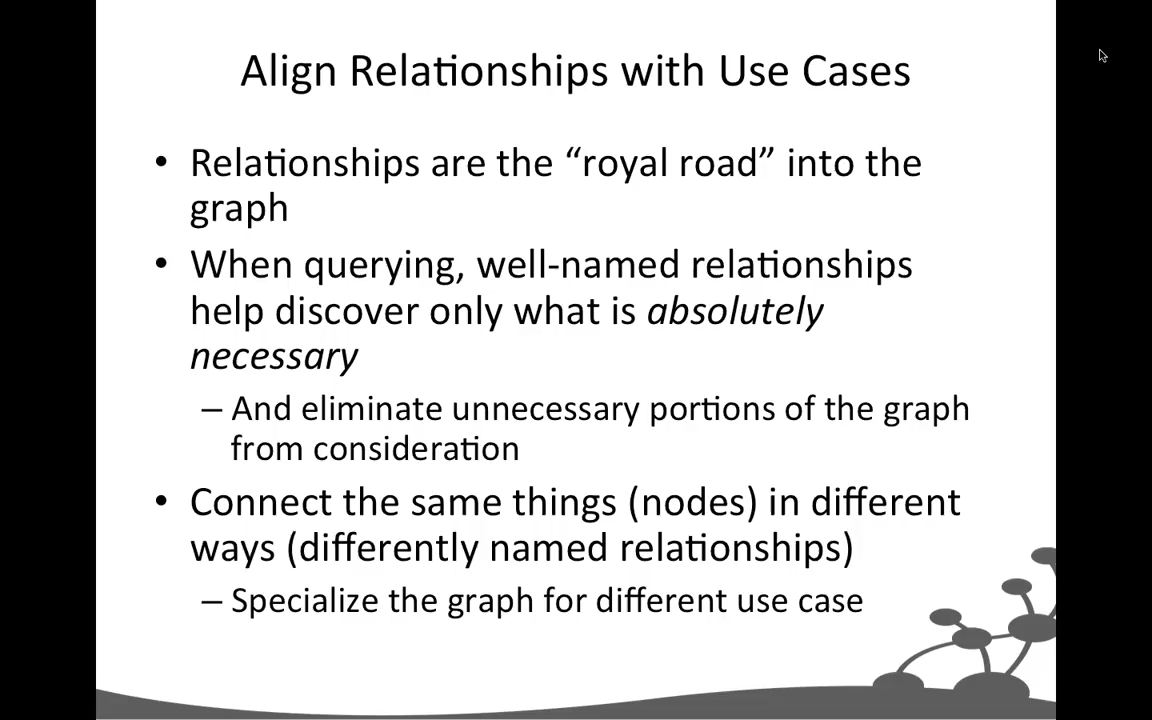 Align Relationships with Use Cases
• Relationships are the “royal road” into the
graph
• When querying, well-named relationships
help discover only what is absolutely
necessary
– And eliminate unnecessary portions of the graph
from consideration
• Connect the same things (nodes) in different
ways (differently named relationships)
– Specialize the graph for different use case